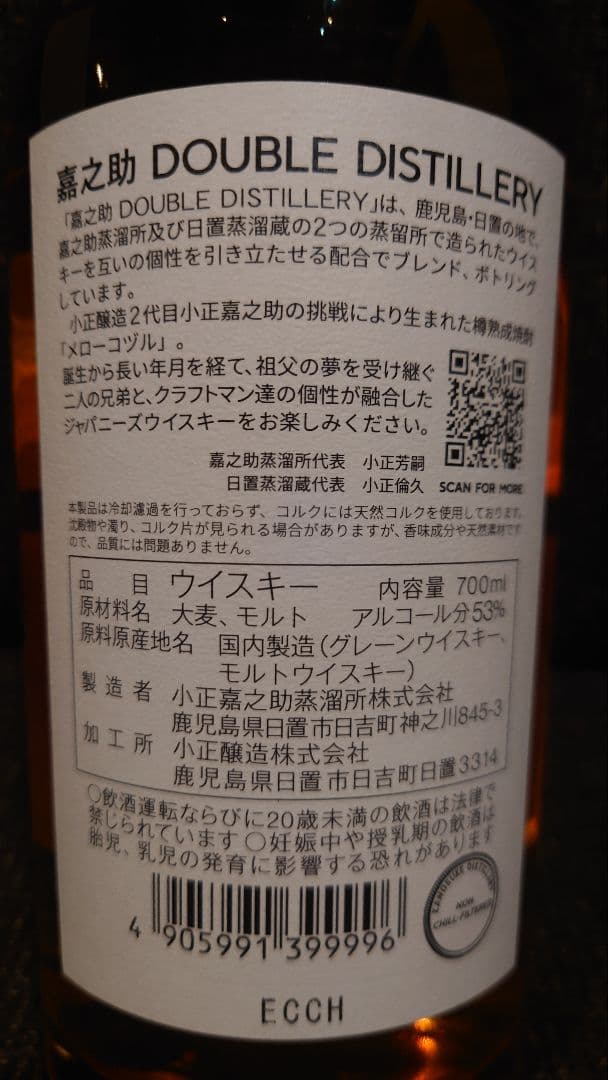 嘉之助 DOUBLE DISTILLERY
「嘉之助 DOUBLE DISTILLERY」は、鹿児島・日置の地で、
嘉之助蒸溜所及び日置蒸溜蔵の2つの蒸留所で造られたウイス
キーを互いの個性を引き立たせる配合でブレンド、ボトリング
しています。
小正醸造2代目小正嘉之助の挑戦により生まれた樽熟成焼酎
「メローコヅル」。
誕生から長い年月を経て、祖父の夢を受け継ぐ
二人の兄弟と、クラフトマン達の個性が融合した
ジャパニーズウイスキーをお楽しみください。
嘉之助蒸溜所代表 小正芳嗣
日置蒸溜蔵代表 小正倫久
SCAN FOR MORE
本製品は冷却濾過を行っておらず、コルクには天然コルクを使用しております。
沈殿物や濁り、コルク片が見られる場合がありますが、香味成分や天然素材です
ので、品質には問題ありません。
品目 ウイスキー 内容量 700ml
原材料名 大麦、モルト アルコール分53%
原料原産地名 国内製造(グレーンウイスキー、
モルトウイスキー)
製造者 小正嘉之助蒸溜所株式会社
鹿児島県日置市日吉町神之川845-3
加工所 小正醸造株式会社
鹿児島県日置市日吉町日置3314
○飲酒運転ならびに20歳未満の飲酒は法律で
禁じられています ○妊娠中や授乳期の飲酒は
胎児、乳児の発育に影響する恐れがあります
KANOSUKE DISTILLERY
NON
CHILL-FILTERED
4 905991 399996
ECCH